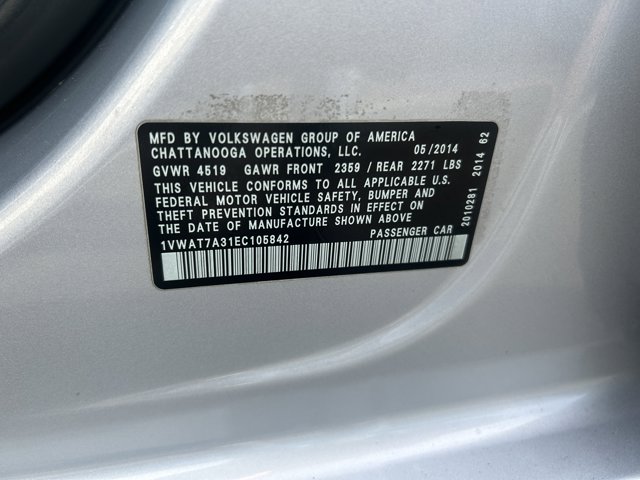 MFD BY VOLKSWAGEN GROUP OF AMERICA
CHATTANOOGA OPERATIONS, LLC. 05/2014
GVWR 4519 GAWR FRONT 2359 / REAR 2271 LBS
THIS VEHICLE CONFORMS TO ALL APPLICABLE U.S.
FEDERAL MOTOR VEHICLE SAFETY, BUMPER AND
THEFT PREVENTION STANDARDS IN EFFECT ON
THE DATE OF MANUFACTURE SHOWN ABOVE
1VWAT7A31EC105842 PASSENGER CAR
2010281 2014 62